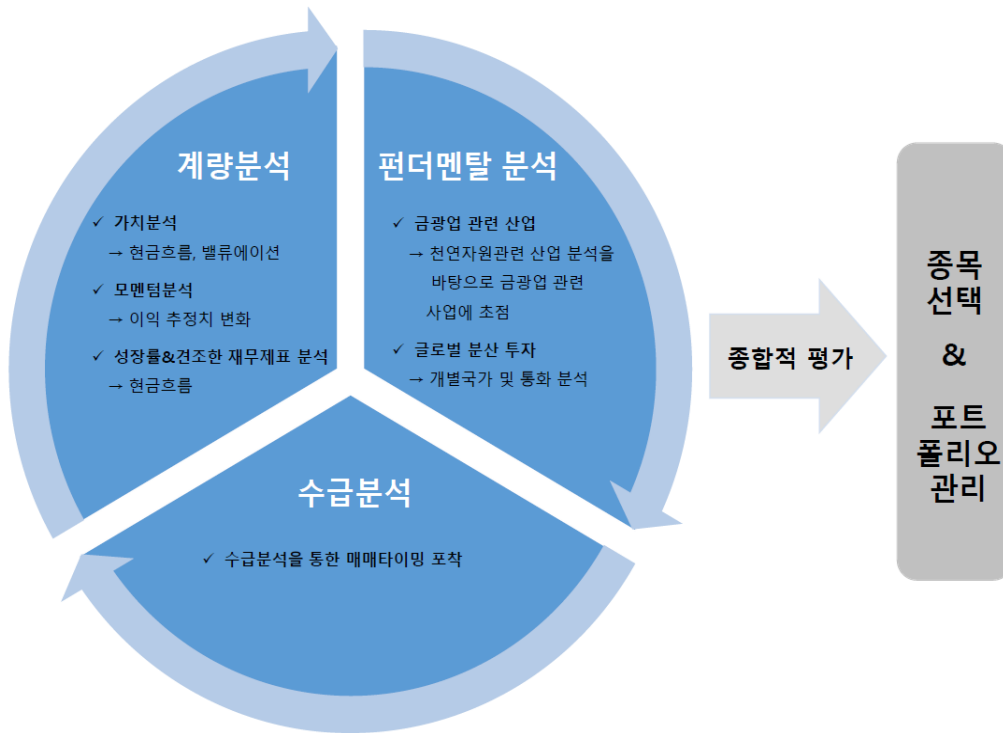 계량분석
✓ 가치분석
→ 현금흐름, 밸류에이션
✓ 모멘텀분석
→ 이익 추정치 변화
✓ 성장률&견조한 재무제표 분석
→ 현금흐름
펀더멘탈 분석
✓ 금광업 관련 산업
→ 천연자원관련 산업 분석을
바탕으로 금광업 관련
사업에 초점
✓ 글로벌 분산 투자
→ 개별국가 및 통화 분석
수급분석
✓ 수급분석을 통한 매매타이밍 포착
종합적 평가
종목
선택
&
포트
폴리오
관리